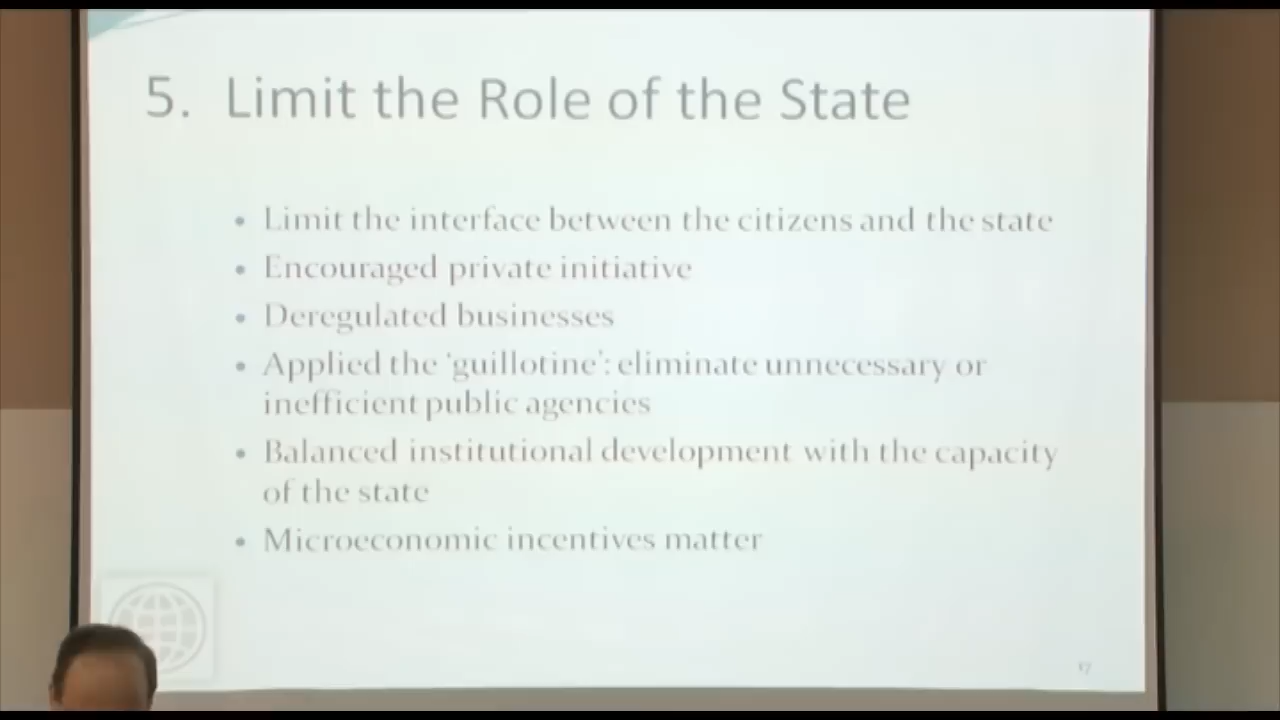 5. Limit the Role of the State
• Limit the interface between the citizens and the state
• Encouraged private initiative
• Deregulated businesses
• Applied the ‘guillotine’: eliminate unnecessary or
inefficient public agencies
• Balanced institutional development with the capacity
of the state
• Microeconomic incentives matter
17